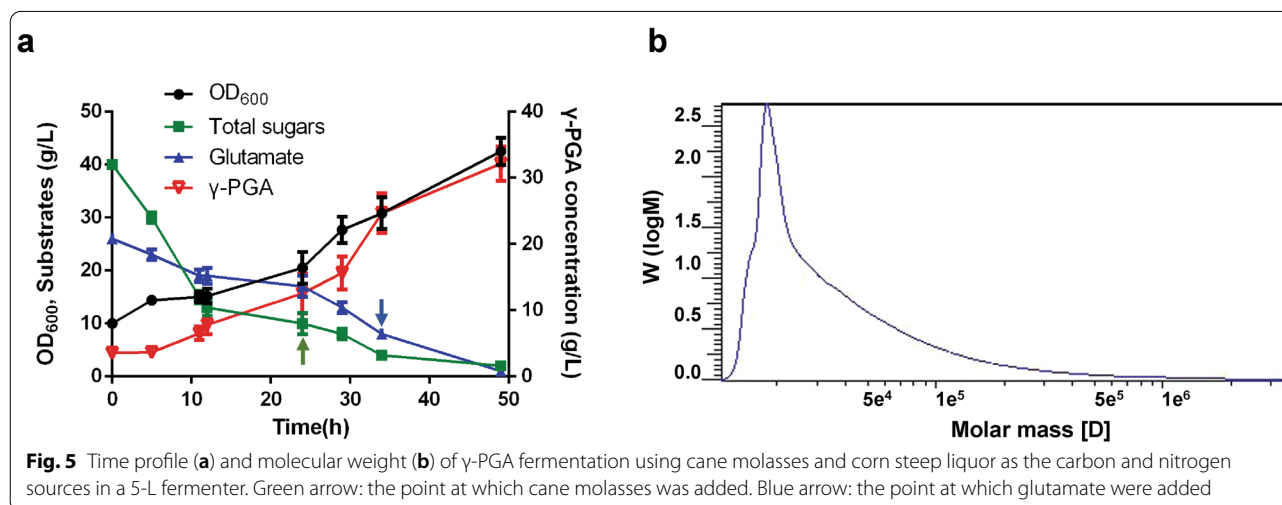 a
OD600
Total sugars
Glutamate
γ-PGA
OD600, Substrates (g/L)
50
40
30
20
10
0
γ-PGA concentration (g/L)
40
30
20
10
0
0 10 20 30 40 50
Time(h)
b
W (logM)
2.5
2.0
1.5
1.0
0.5
0.0
5e4 1e5 5e5 1e6
Molar mass [D]
Fig. 5 Time profile (a) and molecular weight (b) of γ-PGA fermentation using cane molasses and corn steep liquor as the carbon and nitrogen
sources in a 5-L fermenter. Green arrow: the point at which cane molasses was added. Blue arrow: the point at which glutamate were added